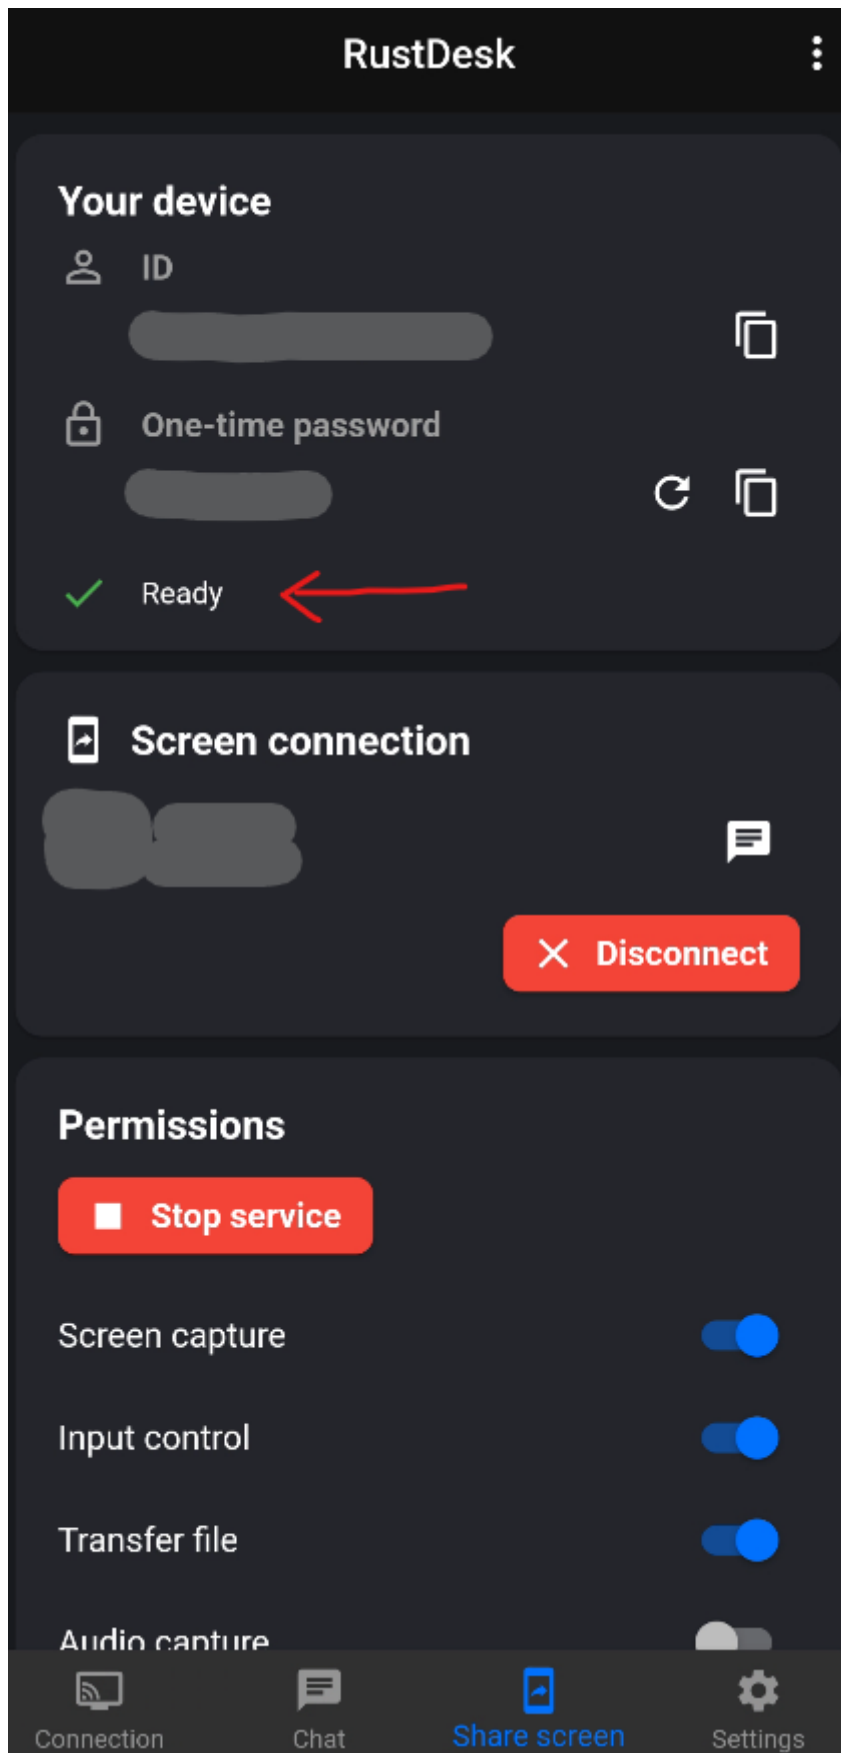 RustDesk
Your device
ID
One-time password
Ready
Screen connection
Disconnect
Permissions
Stop service
Screen capture
Input control
Transfer file
Audio capture
Connection
Chat
Share screen
Settings